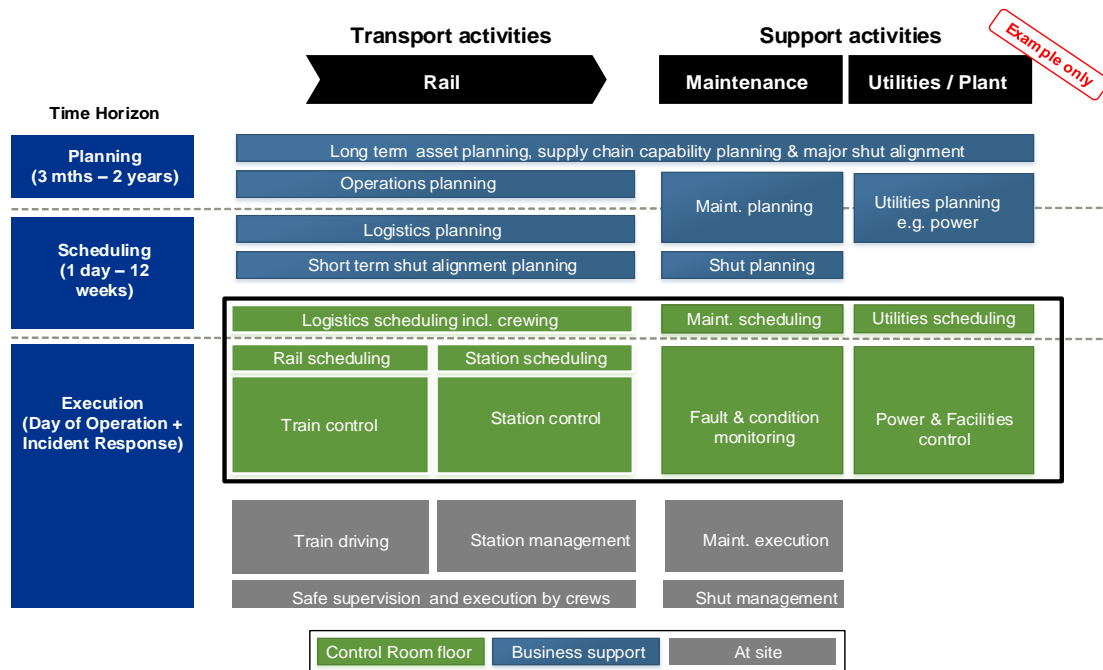 Transport activities
Support activities
Example only
Rail
Maintenance
Utilities / Plant
Time Horizon
Planning
(3 mths – 2 years)
Long term asset planning, supply chain capability planning & major shut alignment
Operations planning
Maint. planning
Utilities planning
e.g. power
Scheduling
(1 day – 12
weeks)
Logistics planning
Short term shut alignment planning
Shut planning
Logistics scheduling incl. crewing
Maint. scheduling
Utilities scheduling
Execution
(Day of Operation +
Incident Response)
Rail scheduling
Station scheduling
Train control
Station control
Fault & condition
monitoring
Power & Facilities
control
Train driving
Station management
Maint. execution
Safe supervision and execution by crews
Shut management
Control Room floor
Business support
At site